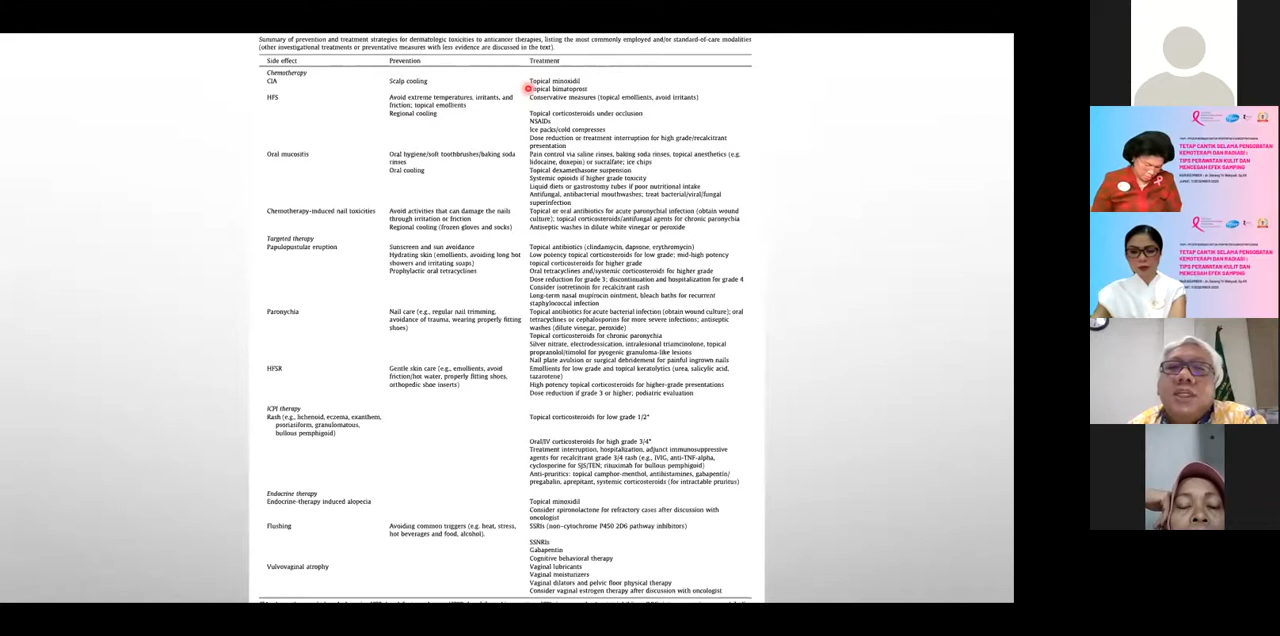 Summary of prevention and treatment strategies for dermatologic toxicities to anticancer therapies, listing the most commonly employed and/or standard-of-care modalities
(other investigational treatments or preventative measures with less evidence are discussed in the text).
Side effect Prevention Treatment
Chemotherapy
CIA Scalp cooling Topical minoxidil
Topical bimatoprost
HFS Avoid extreme temperatures, irritants, and Conservative measures (topical emollients, avoid irritants)
friction; topical emollients
Regional cooling Topical corticosteroids under occlusion
NSAIDs
Ice packs/cold compresses
Dose reduction or treatment interruption for high grade/recalcitrant
presentation
Oral mucositis Oral hygiene/soft toothbrushes/baking soda Pain control via saline rinses, baking soda rinses, topical anesthetics (e.g.
rinses lidocaine, doxepin) or sucralfate; ice chips
Oral cooling Topical dexamethasone suspension
Systemic opioids if higher grade toxicity
Liquid diets or gastrostomy tubes if poor nutritional intake
Antifungal, antibacterial mouthwashes; treat bacterial/viral/fungal
superinfection
Chemotherapy-induced nail toxicities Avoid activities that can damage the nails Topical or oral antibiotics for acute paronychial infection (obtain wound
through irritation or friction culture); topical corticosteroids/antifungal agents for chronic paronychia
Regional cooling (frozen gloves and socks) Antiseptic washes in dilute white vinegar or peroxide
Targeted therapy
Papulopustular eruption Sunscreen and sun avoidance Topical antibiotics (clindamycin, dapsone, erythromycin)
Hydrating skin (emollients, avoiding long hot Low potency topical corticosteroids for low grade; mid-high potency
showers and irritating soaps) topical corticosteroids for higher grade
Prophylactic oral tetracyclines Oral tetracyclines and/systemic corticosteroids for higher grade
Dose reduction for grade 3; discontinuation and hospitalization for grade 4
Consider isotretinoin for recalcitrant rash
Long-term nasal mupirocin ointment, bleach baths for recurrent
staphylococcal infection
Paronychia Nail care (e.g., regular nail trimming, Topical antibiotics for acute bacterial infection (obtain wound culture); oral
avoidance of trauma, wearing properly fitting tetracyclines or cephalosporins for more severe infections; antiseptic
shoes) washes (dilute vinegar, peroxide)
Topical corticosteroids for chronic paronychia
Silver nitrate, electrodessication, intralesional triamcinolone, topical
propranolol/timolol for pyogenic granuloma-like lesions
Nail plate avulsion or surgical debridement for painful ingrown nails
HFSR Gentle skin care (e.g., emollients, avoid Emollients for low grade and topical keratolytics (urea, salicylic acid,
friction/hot water, properly fitting shoes, tazarotene)
orthopedic shoe inserts) High potency topical corticosteroids for higher-grade presentations
Dose reduction if grade 3 or higher; podiatric evaluation
ICPI therapy
Rash (e.g., lichenoid, eczema, exanthem, Topical corticosteroids for low grade 1/2*
psoriasiform, granulomatous,
bullous pemphigoid)
Oral/IV corticosteroids for high grade 3/4*
Treatment interruption, hospitalization, adjunct immunosuppressive
agents for recalcitrant grade 3/4 rash (e.g., IVIG, anti-TNF-alpha,
cyclosporine for SJS/TEN; rituximab for bullous pemphigoid)
Anti-pruritics: topical camphor-menthol, antihistamines, gabapentin/
pregabalin, aprepitant, systemic corticosteroids (for intractable pruritus)
Endocrine therapy
Endocrine-therapy induced alopecia Topical minoxidil
Consider spironolactone for refractory cases after discussion with
oncologist
Flushing Avoiding common triggers (e.g. heat, stress, SSRIs (non-cytochrome P450 2D6 pathway inhibitors)
hot beverages and food, alcohol).
SSNRIs
Gabapentin
Cognitive behavioral therapy
Vulvovaginal atrophy Vaginal lubricants
Vaginal moisturizers
Vaginal dilators and pelvic floor physical therapy
Consider vaginal estrogen therapy after discussion with oncologist
TETAP CANTIK SELAMA PENGOBATAN
KEMOTERAPI DAN RADIASI :
TIPS PERAWATAN KULIT DAN
MENCEGAH EFEK SAMPING
TETAP CANTIK SELAMA PENGOBATAN
KEMOTERAPI DAN RADIASI :
TIPS PERAWATAN KULIT DAN
MENCEGAH EFEK SAMPING